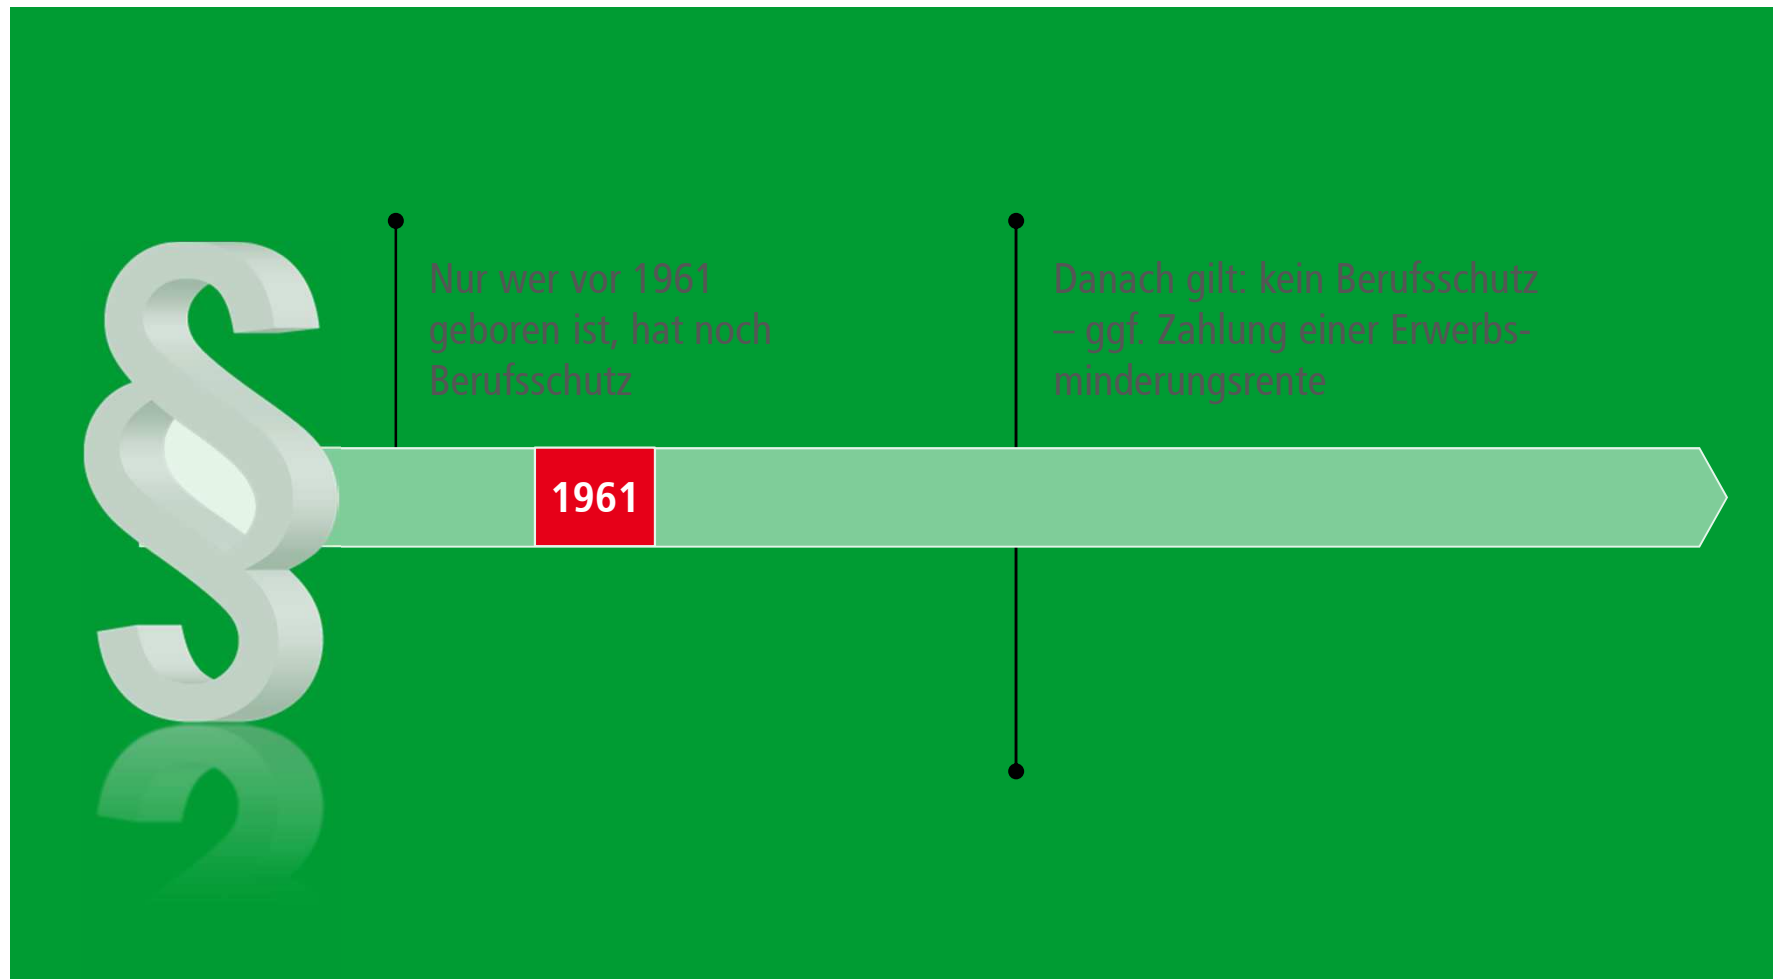 Nur wer vor 1961
geboren ist, hat noch
Berufsschutz
Danach gilt: kein Berufsschutz
– ggf. Zahlung einer Erwerbs-
minderungsrente
§
1961